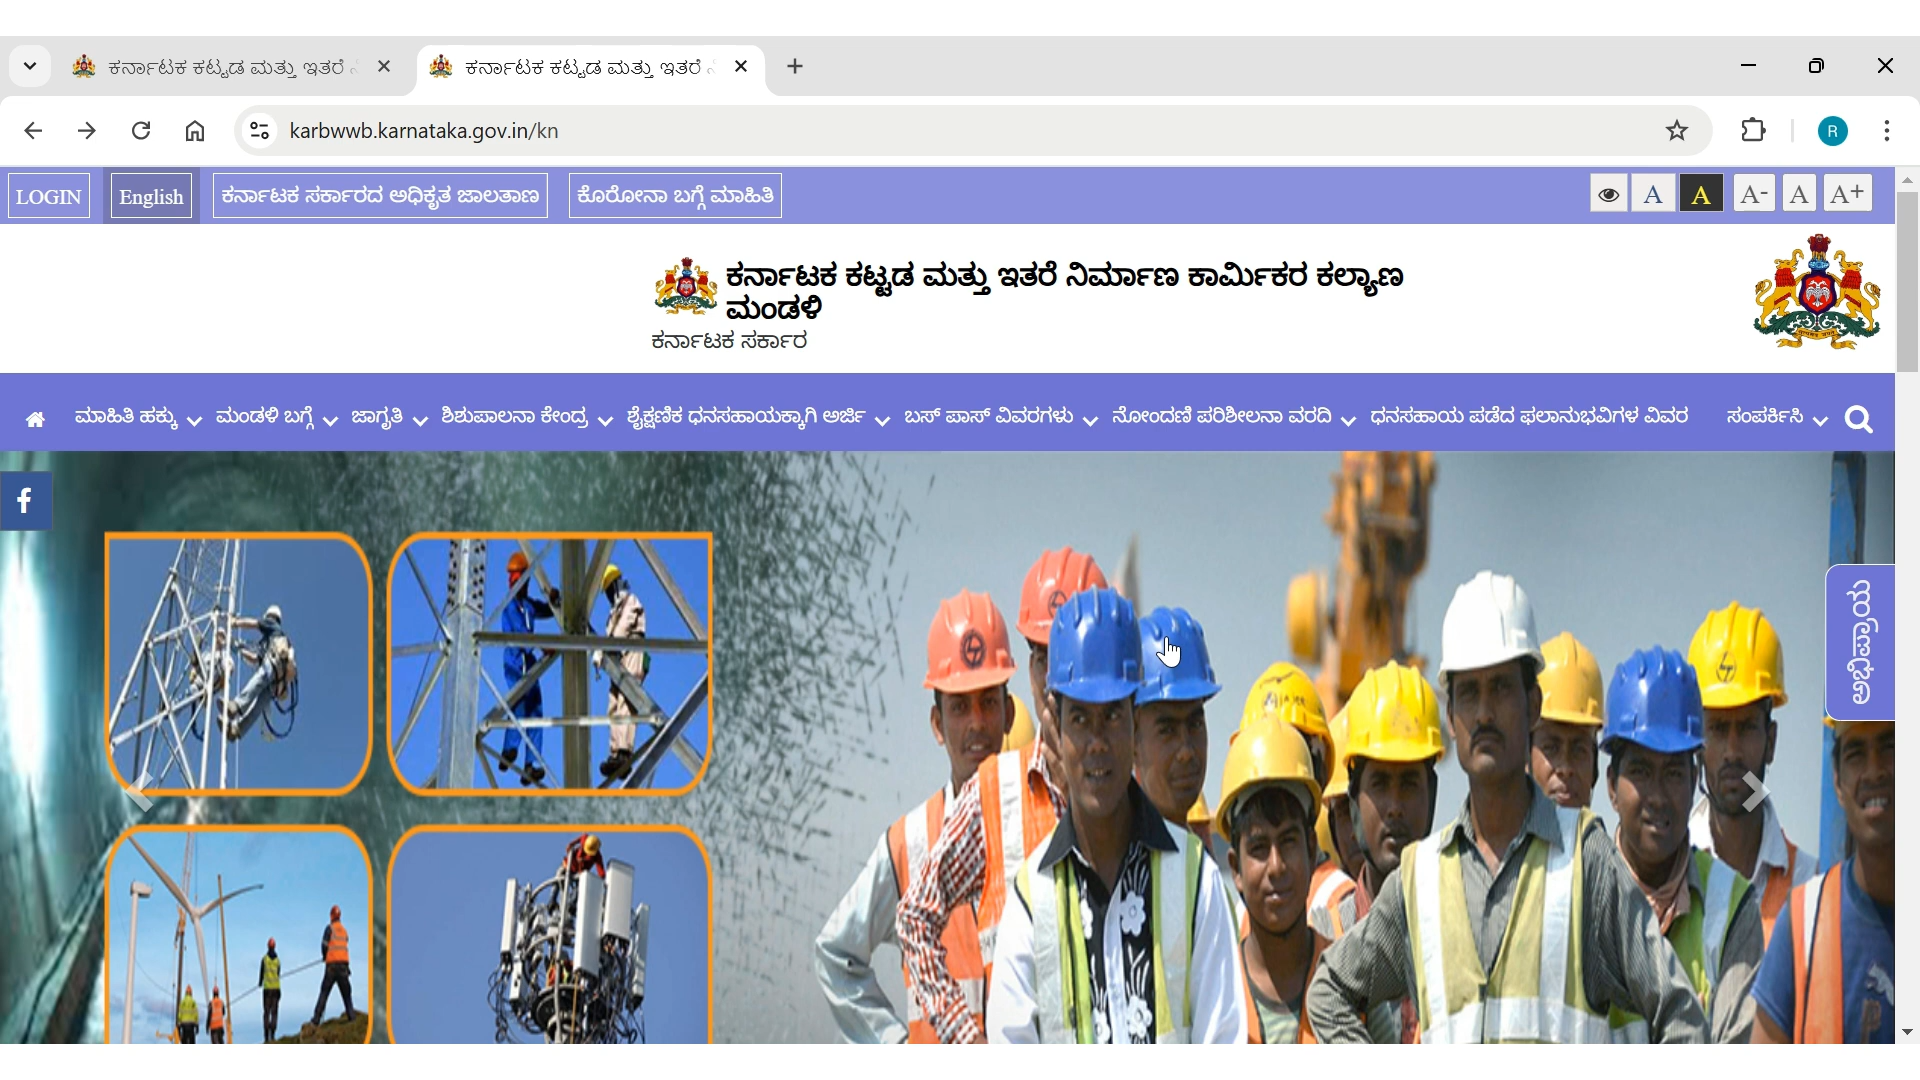 ಕರ್ನಾಟಕ ಕಟ್ಟಡ ಮತ್ತು ಇತರೆ
ಕರ್ನಾಟಕ ಕಟ್ಟಡ ಮತ್ತು ಇತರೆ
karbwwb.karnataka.gov.in/kn
R
LOGIN English ಕರ್ನಾಟಕ ಸರ್ಕಾರದ ಅಧಿಕೃತ ಜಾಲತಾಣ ಕೊರೋನಾ ಬಗ್ಗೆ ಮಾಹಿತಿ A A A- A A+
ಕರ್ನಾಟಕ ಕಟ್ಟಡ ಮತ್ತು ಇತರೆ ನಿರ್ಮಾಣ ಕಾರ್ಮಿಕರ ಕಲ್ಯಾಣ
ಮಂಡಳಿ
ಕರ್ನಾಟಕ ಸರ್ಕಾರ
ಮಾಹಿತಿ ಹಕ್ಕು ಮಂಡಳಿ ಬಗ್ಗೆ ಜಾಗೃತಿ ಶಿಶುಪಾಲನಾ ಕೇಂದ್ರ ಶೈಕ್ಷಣಿಕ ಧನಸಹಾಯಕ್ಕಾಗಿ ಅರ್ಜಿ ಬಸ್ ಪಾಸ್ ವಿವರಗಳು ನೋಂದಣಿ ಪರಿಶೀಲನಾ ವರದಿ ಧನಸಹಾಯ ಪಡೆದ ಫಲಾನುಭವಿಗಳ ವಿವರ ಸಂಪರ್ಕಿಸಿ
f
ಅಭಿಪ್ರಾಯ